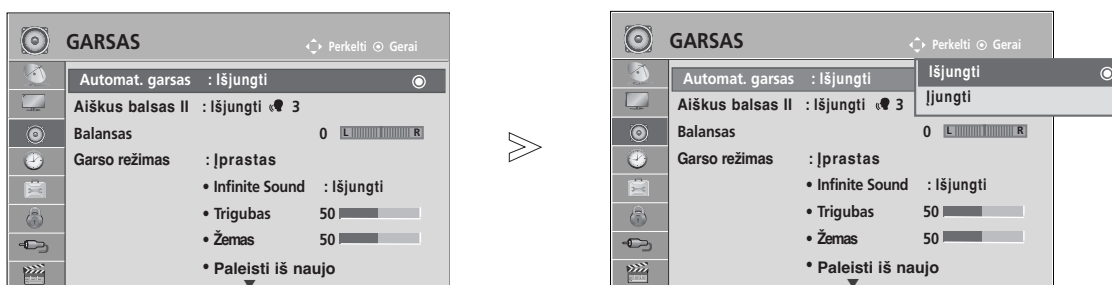 GARSAS
Perkelti Gerai
Automat. garsas : Išjungti
Aiškus balsas II : Išjungti 3
Balansas 0 L R
Garso režimas : Įprastas
• Infinite Sound : Išjungti
• Trigubas 50
• Žemas 50
• Paleisti iš naujo
>
GARSAS
Perkelti Gerai
Automat. garsas : Išjungti
Išjungti
Įjungti
Aiškus balsas II : Išjungti 3
Balansas 0 L R
Garso režimas : Įprastas
• Infinite Sound : Išjungti
• Trigubas 50
• Žemas 50
• Paleisti iš naujo